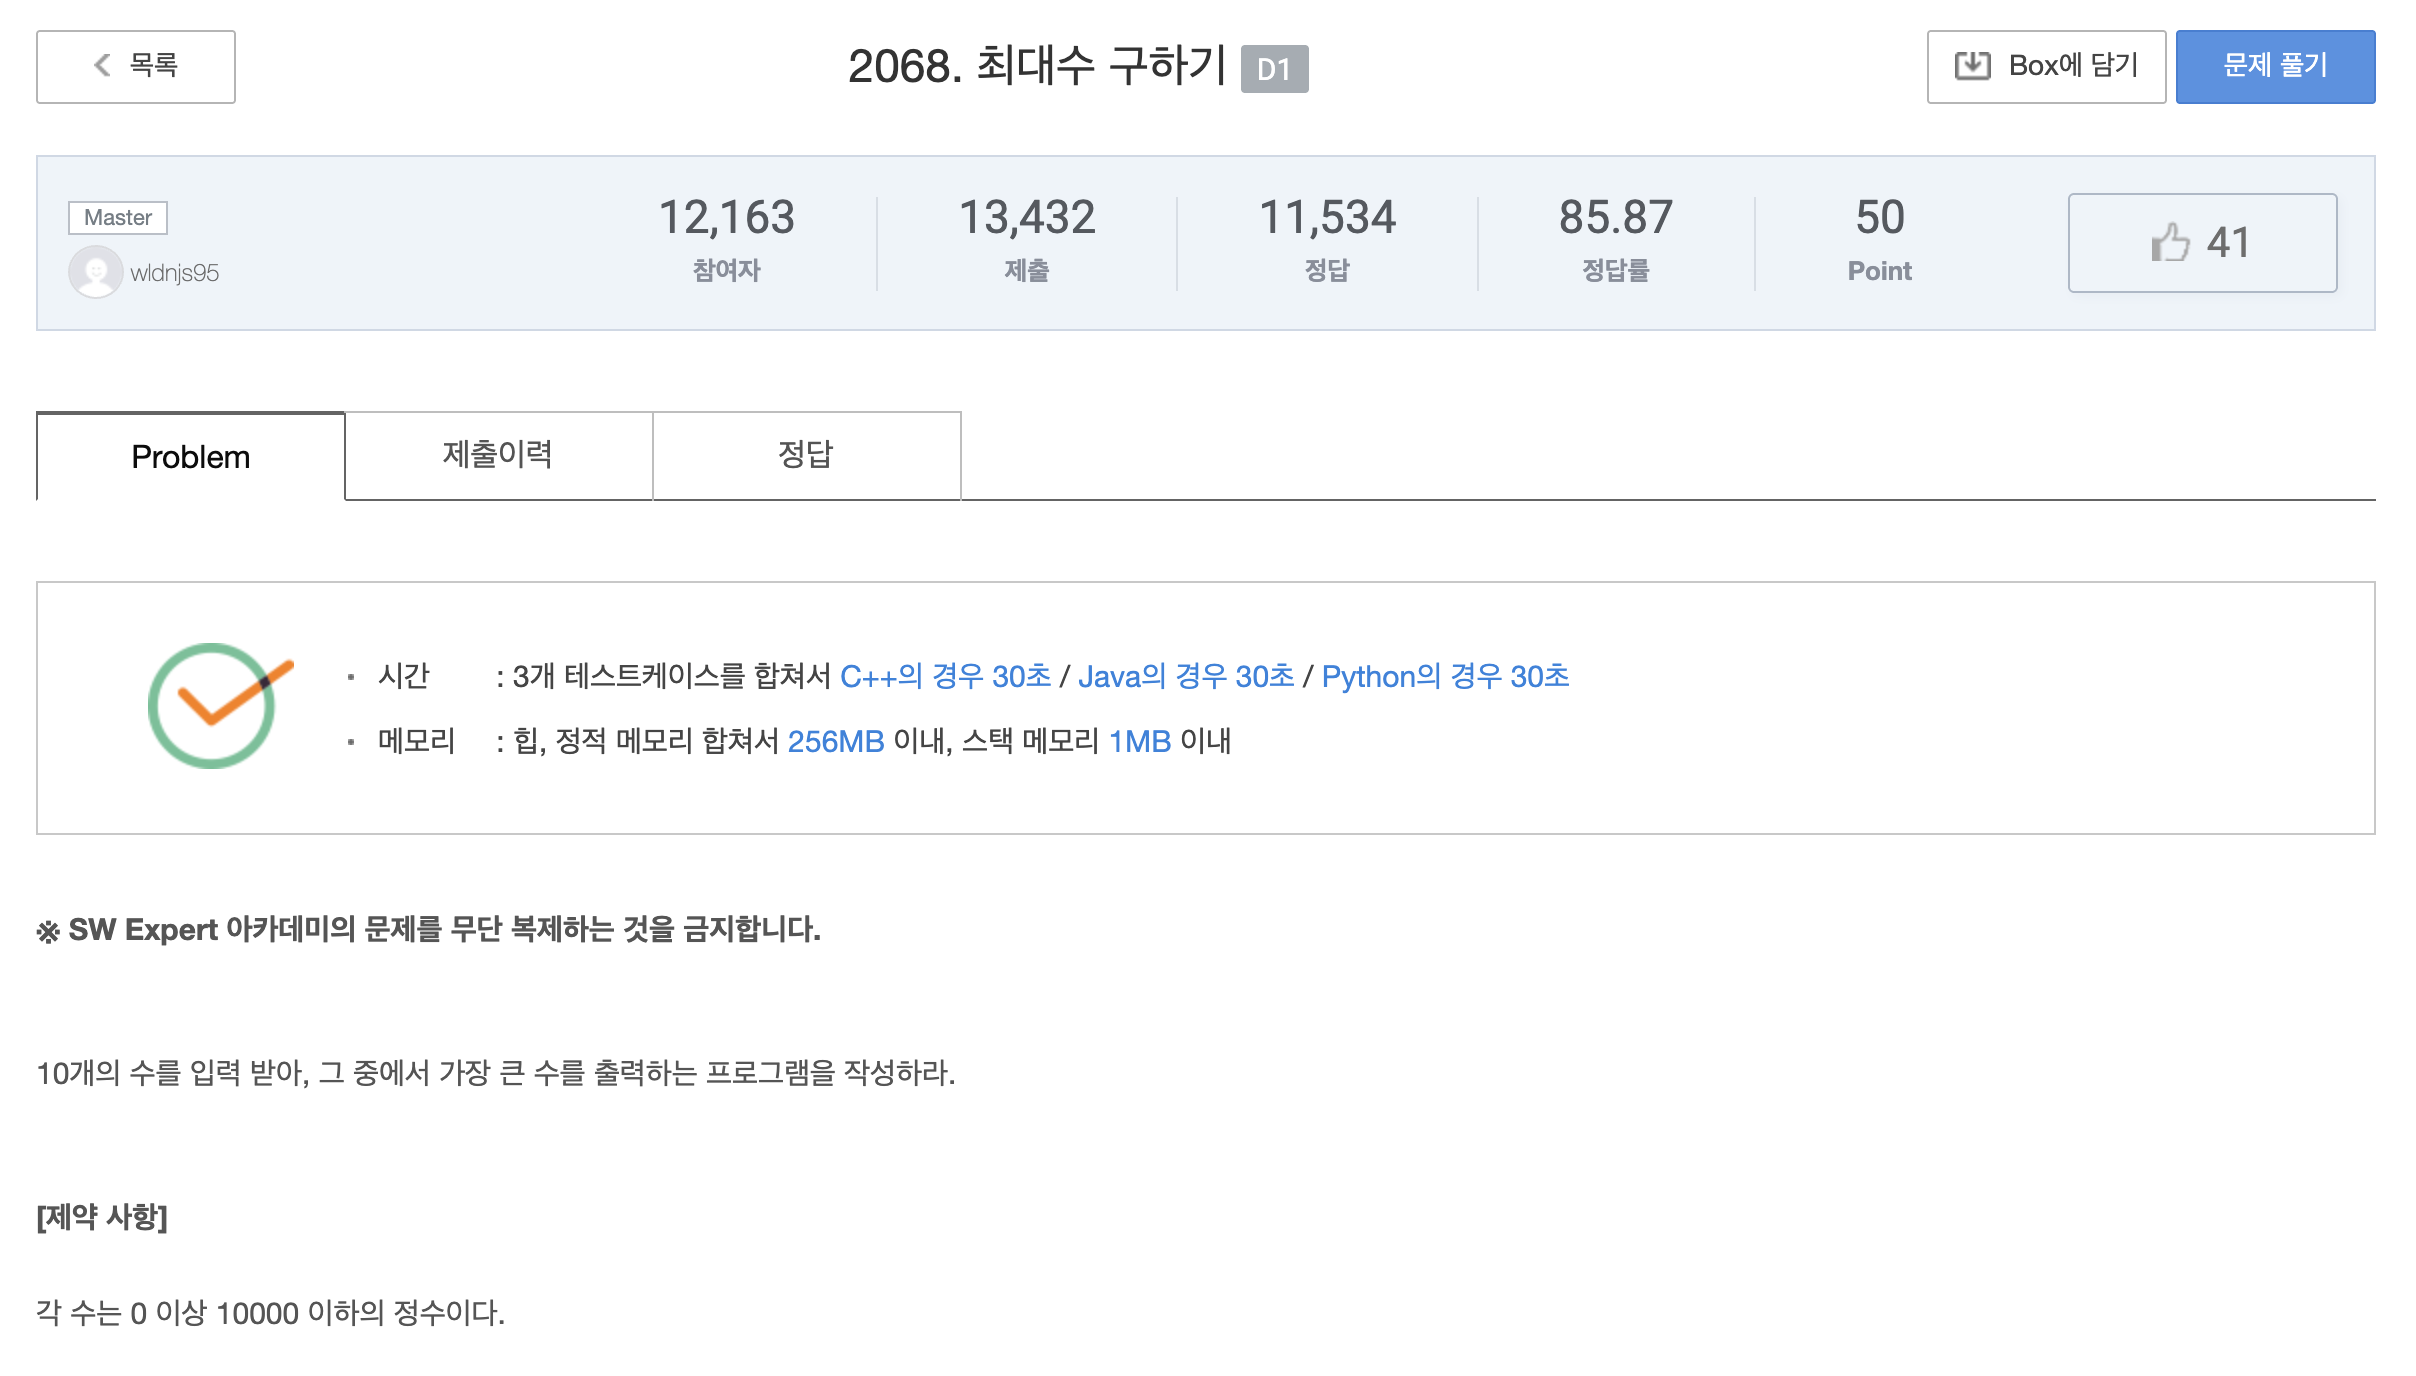 목록
2068. 최대수 구하기 D1
Box에 담기
문제 풀기
Master
wldnjs95
12,163
참여자
13,432
제출
11,534
정답
85.87
정답률
50
Point
41
Problem
제출이력
정답
· 시간 : 3개 테스트케이스를 합쳐서 C++의 경우 30초 / Java의 경우 30초 / Python의 경우 30초
· 메모리 : 힙, 정적 메모리 합쳐서 256MB 이내, 스택 메모리 1MB 이내
※ SW Expert 아카데미의 문제를 무단 복제하는 것을 금지합니다.
10개의 수를 입력 받아, 그 중에서 가장 큰 수를 출력하는 프로그램을 작성하라.
[제약 사항]
각 수는 0 이상 10000 이하의 정수이다.